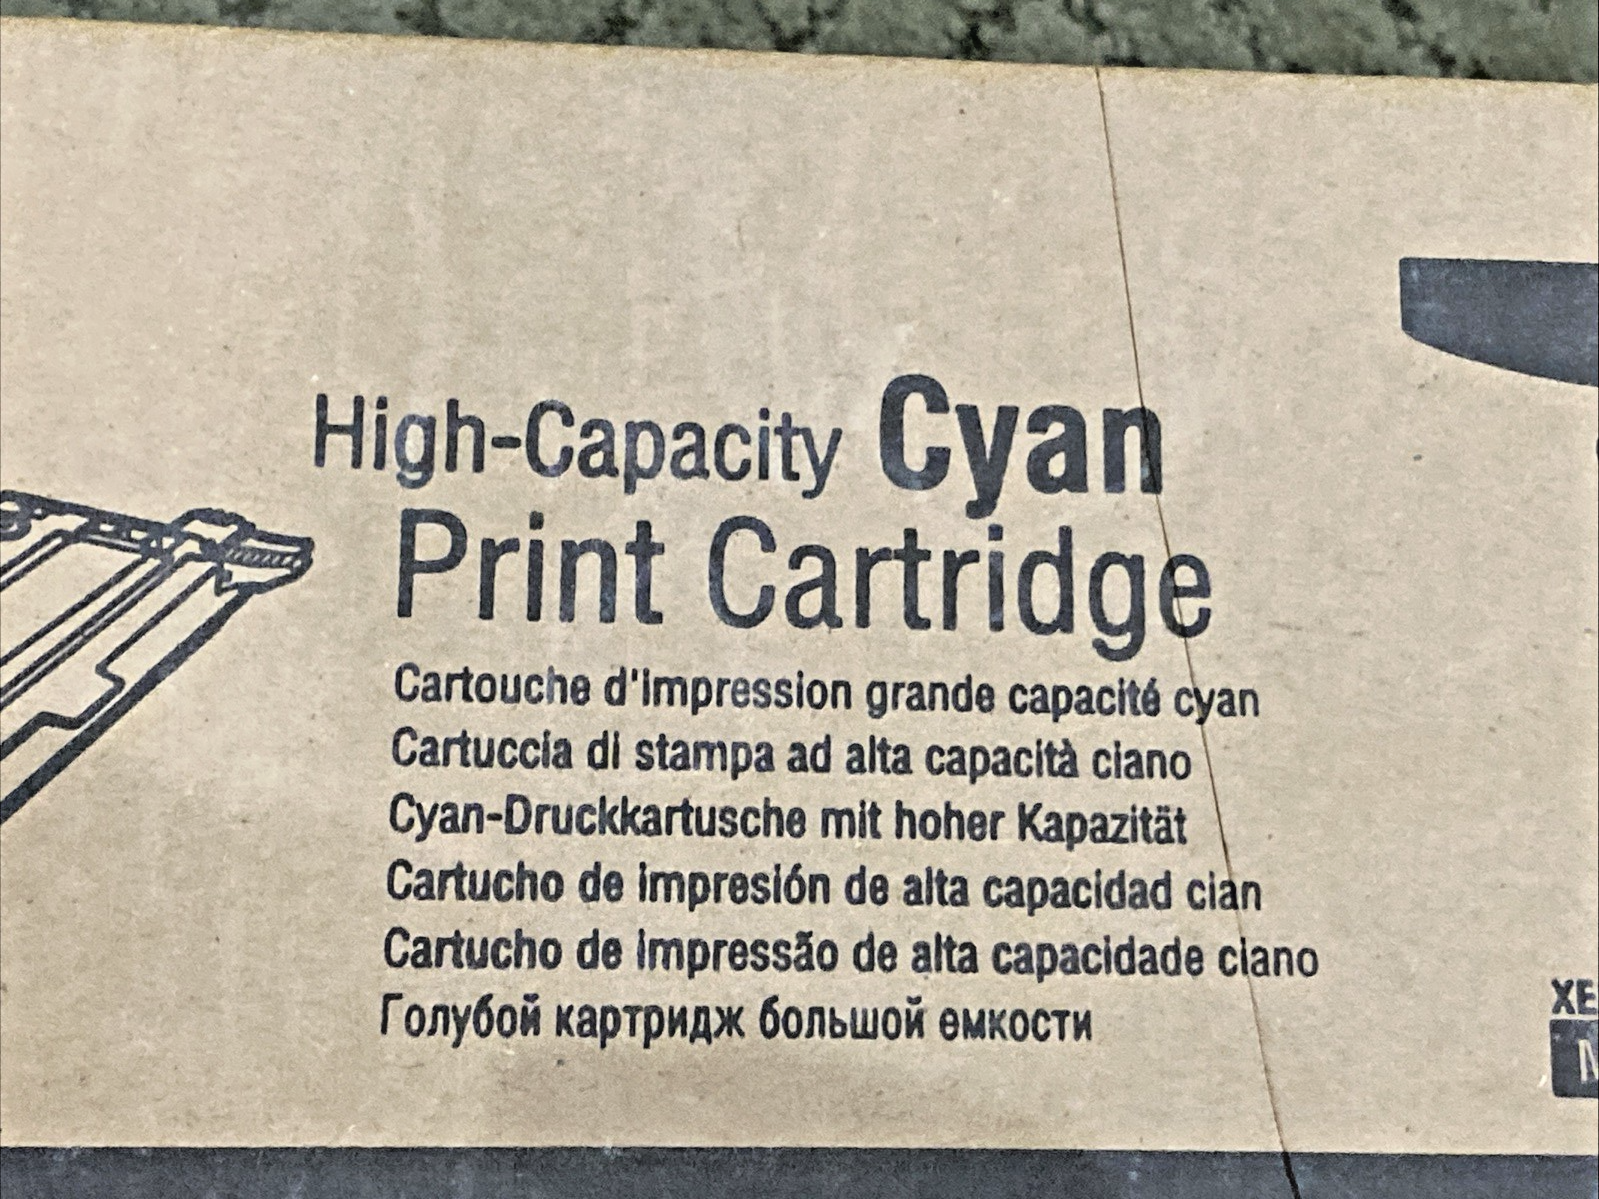 High-Capacity Cyan
Print Cartridge
Cartouche d'impression grande capacité cyan
Cartuccia di stampa ad alta capacità ciano
Cyan-Druckkartusche mit hoher Kapazität
Cartucho de impresión de alta capacidad cian
Cartucho de impressão de alta capacidade ciano
Голубой картридж большой емкости
XE